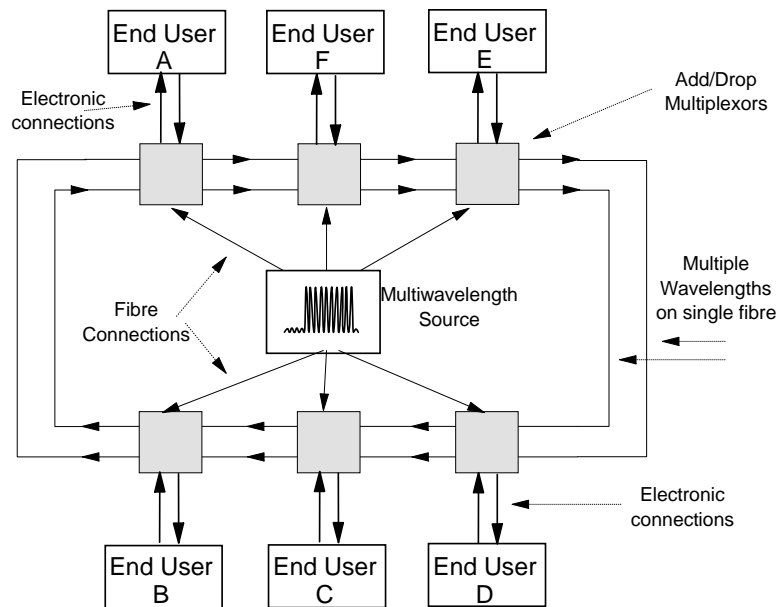 End User
A
End User
F
End User
E
Electronic
connections
Add/Drop
Multiplexors
Multiwavelength
Source
Fibre
Connections
Multiple
Wavelengths
on single fibre
Electronic
connections
End User
B
End User
C
End User
D